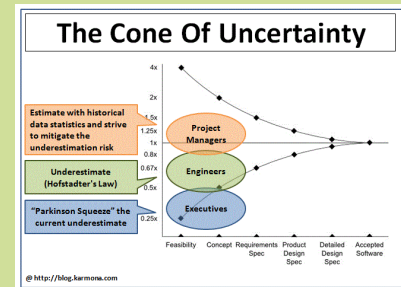 The Cone Of Uncertainty
4x
2x
1.5x
1.25x
1x
0.8x
0.67x
0.5x
0.25x
Estimate with historical
data statistics and strive
to mitigate the
underestimation risk
Underestimate
(Hofstadter's Law)
"Parkinson Squeeze" the
current underestimate
Project
Managers
Engineers
Executives
Feasibility
Concept
Requirements
Spec
Product
Design
Spec
Detailed
Design
Spec
Accepted
Software
@ http://blog.karmona.com